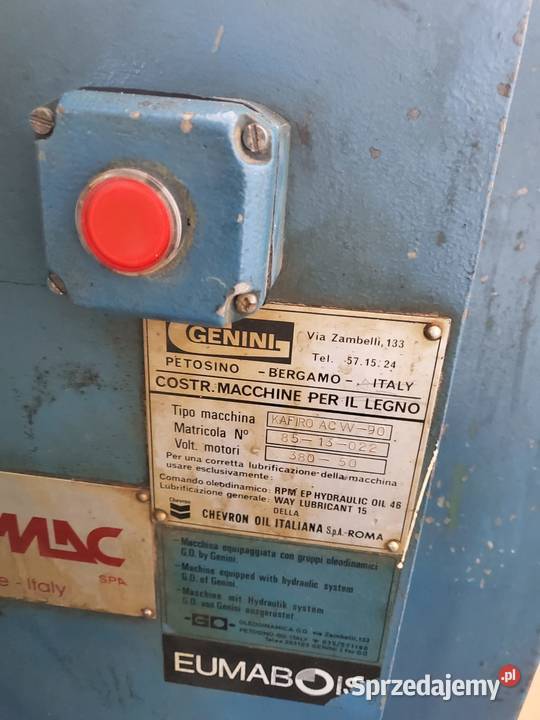 GENINI
Via Zambelli, 133
Tel. 57.15.24
PETOSINO - BERGAMO - ITALY
COSTR. MACCHINE PER IL LEGNO
Tipo macchina KAFIRO ACW-90
Matricola N° 85-13-022
Volt. motori 380-50
Per una corretta lubrificazione della macchina
usare esclusivamente:
Comando oleodinamico: RPM EP HYDRAULIC OIL 46
Lubrificazione generale: WAY LUBRICANT 15
DELLA
Chevron
CHEVRON OIL ITALIANA S.p.A.-ROMA
MAC
SPA
e - Italy
- Macchina equipaggiata con gruppi oleodinamici
G.D. by Genini.
- Machine equipped with hydraulic system
G.D. of Genini.
- Maschine mit Hydraulik system
G.D. von Genini ausgerüstet
OLEODINAMICA G.D. via Zambelli, 133
EUMABOIS
Sprzedajemy.pl